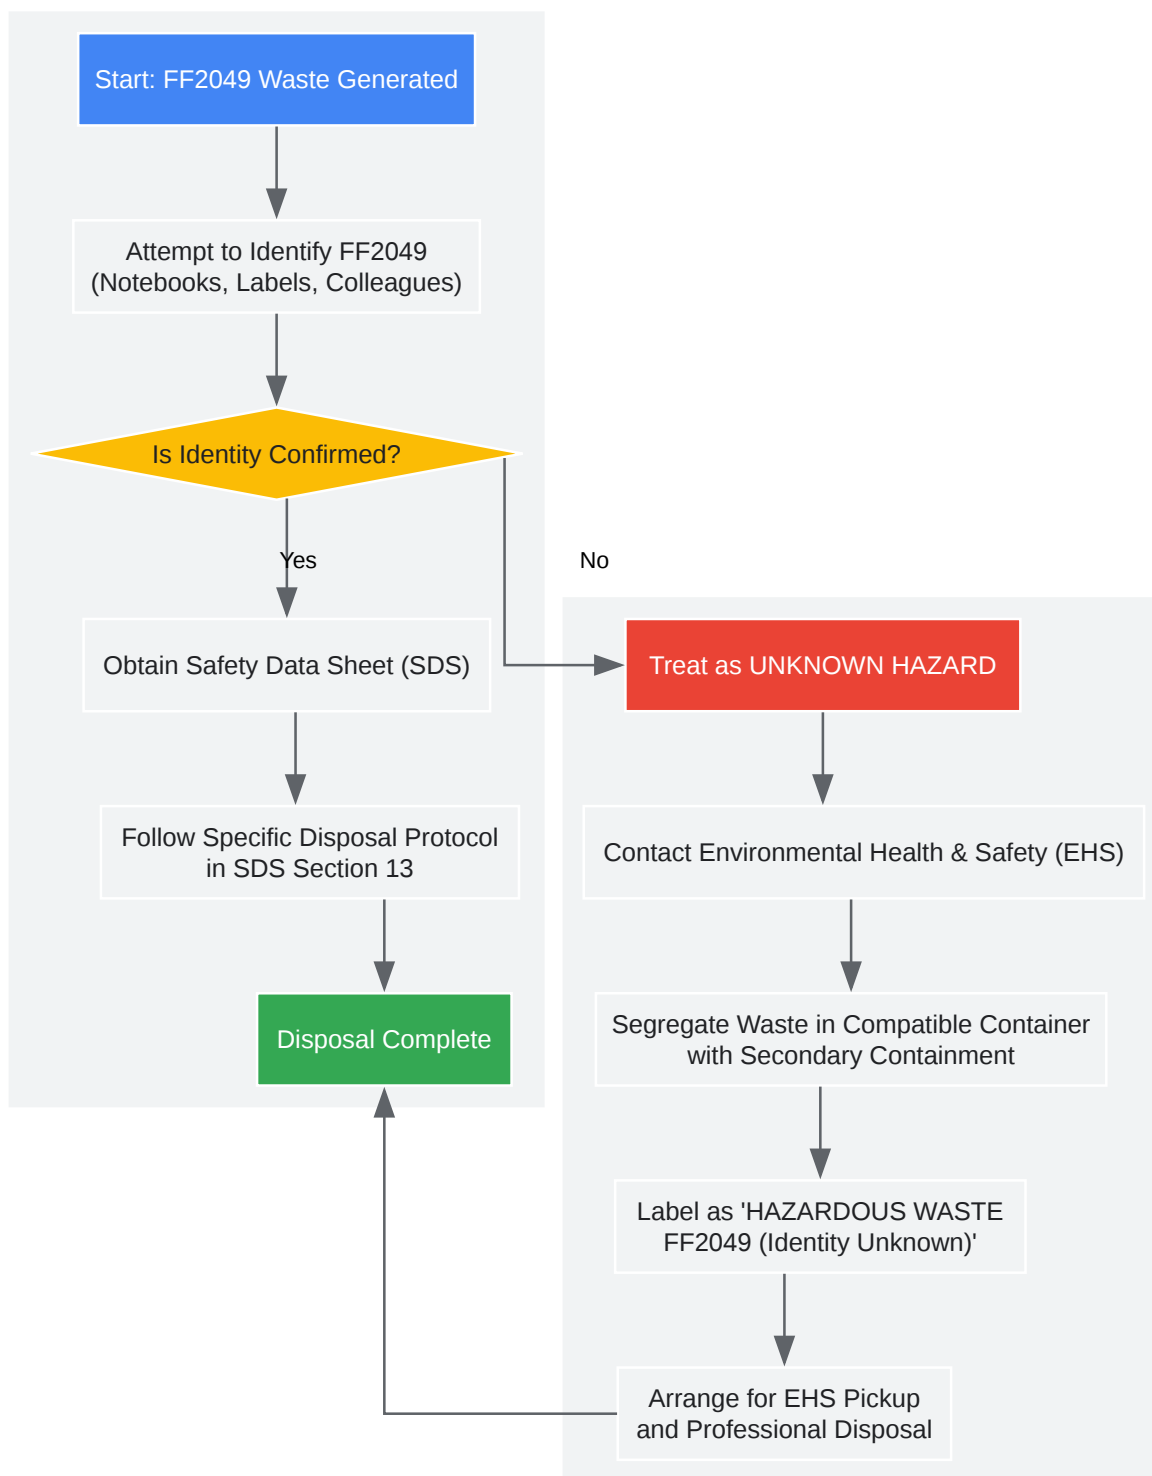 Start: FF2049 Waste Generated
Attempt to Identify FF2049
(Notebooks, Labels, Colleagues)
Is Identity Confirmed?
Yes
No
Obtain Safety Data Sheet (SDS)
Treat as UNKNOWN HAZARD
Follow Specific Disposal Protocol
in SDS Section 13
Contact Environmental Health & Safety (EHS)
Disposal Complete
Segregate Waste in Compatible Container
with Secondary Containment
Label as 'HAZARDOUS WASTE
FF2049 (Identity Unknown)'
Arrange for EHS Pickup
and Professional Disposal